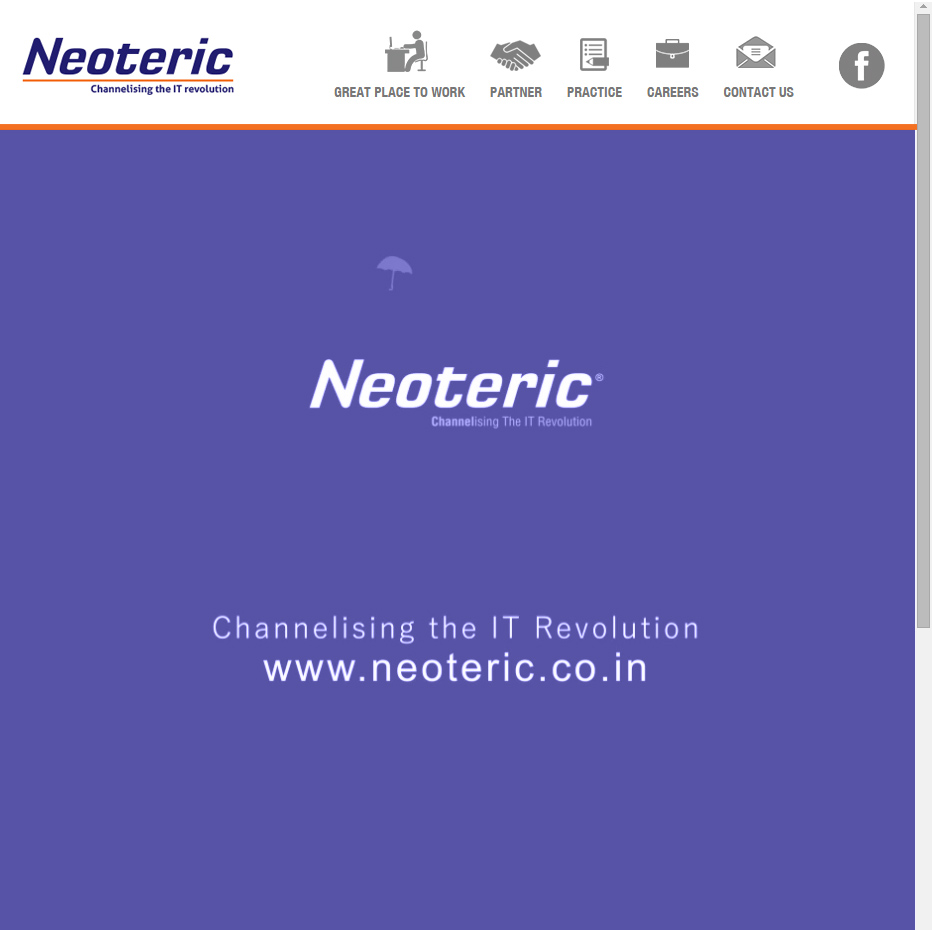 Neoteric
Channelising the IT revolution
GREAT PLACE TO WORK
PARTNER
PRACTICE
CAREERS
CONTACT US
f
Neoteric®
Channelising The IT Revolution
Channelising the IT Revolution
www.neoteric.co.in